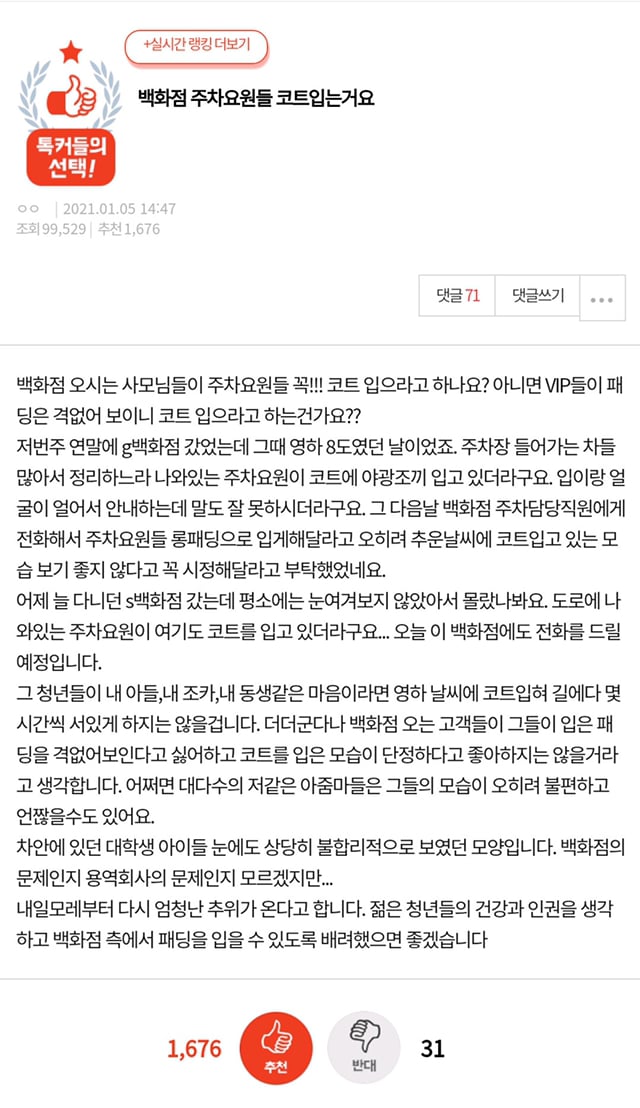 +실시간 랭킹 더보기
톡커들의
선택!
백화점 주차요원들 코트입는거요
ㅇㅇ | 2021.01.05 14:47
조회 99,529 | 추천 1,676
댓글 71
댓글쓰기
...
백화점 오시는 사모님들이 주차요원들 꼭!!! 코트 입으라고 하나요? 아니면 VIP들이 패
딩은 격없어 보이니 코트 입으라고 하는건가요??
저번주 연말에 g백화점 갔었는데 그때 영하 8도였던 날이었죠. 주차장 들어가는 차들
많아서 정리하느라 나와있는 주차요원이 코트에 야광조끼 입고 있더라구요. 입이랑 얼
굴이 얼어서 안내하는데 말도 잘 못하시더라구요. 그 다음날 백화점 주차담당직원에게
전화해서 주차요원들 롱패딩으로 입게해달라고 오히려 추운날씨에 코트입고 있는 모
습 보기 좋지 않다고 꼭 시정해달라고 부탁했었네요.
어제 늘 다니던 s백화점 갔는데 평소에는 눈여겨보지 않았아서 몰랐나봐요. 도로에 나
와있는 주차요원이 여기도 코트를 입고 있더라구요... 오늘 이 백화점에도 전화를 드릴
예정입니다.
그 청년들이 내 아들,내 조카,내 동생같은 마음이라면 영하 날씨에 코트입혀 길에다 몇
시간씩 서있게 하지는 않을겁니다. 더더군다나 백화점 오는 고객들이 그들이 입은 패
딩을 격없어보인다고 싫어하고 코트를 입은 모습이 단정하다고 좋아하지는 않을거라
고 생각합니다. 어쩌면 대다수의 저같은 아줌마들은 그들의 모습이 오히려 불편하고
언짢을수도 있어요.
차안에 있던 대학생 아이들 눈에도 상당히 불합리적으로 보였던 모양입니다. 백화점의
문제인지 용역회사의 문제인지 모르겠지만...
내일모레부터 다시 엄청난 추위가 온다고 합니다. 젊은 청년들의 건강과 인권을 생각
하고 백화점 측에서 패딩을 입을 수 있도록 배려했으면 좋겠습니다
1,676
추천
반대
31